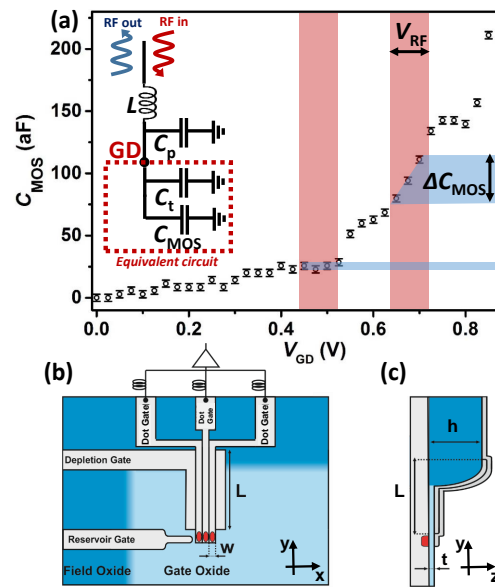 (a)
RF out
RF in
V_RF
L
GD
C_p
C_t
C_MOS
Equivalent circuit
ΔC_MOS
C_MOS (aF)
200
150
100
50
25
0
0.0
0.2
0.4
0.6
0.8
V_GD (V)
(b)
Dot Gate
Dot Gate
Dot Gate
Depletion Gate
L
Reservoir Gate
W
Field Oxide
Gate Oxide
y
x
(c)
h
L
t
y
z